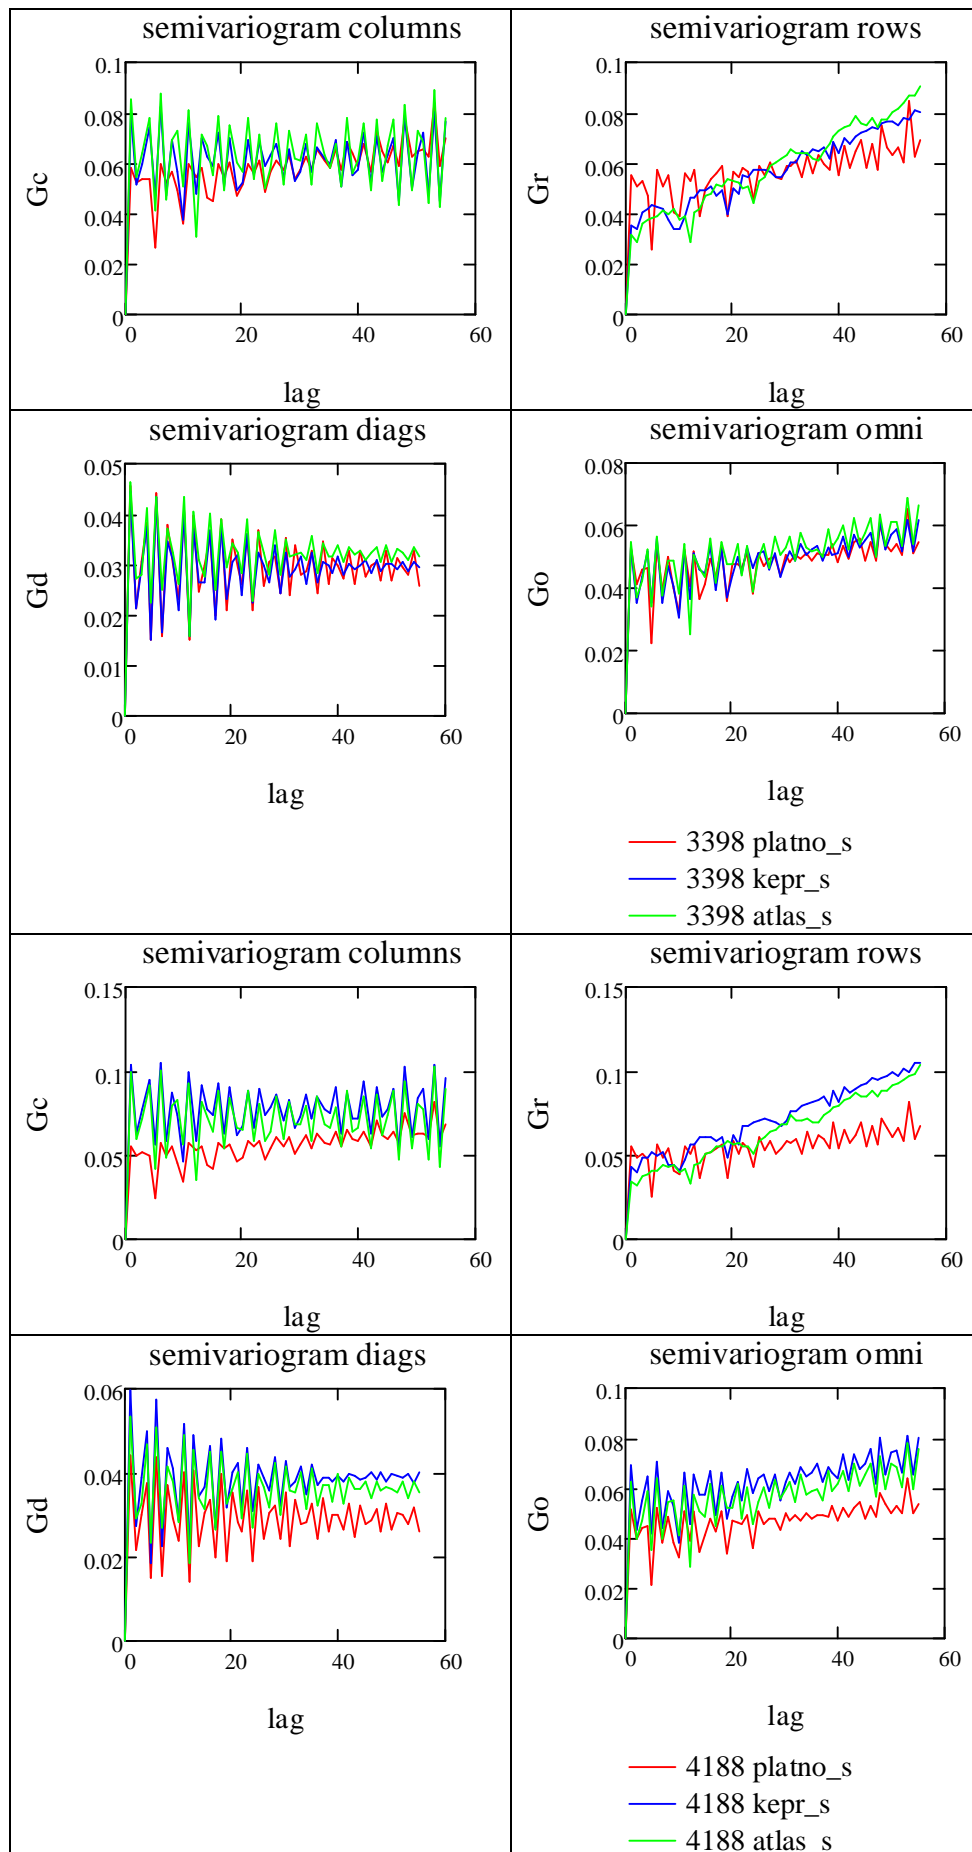 semivariogram columns
0.1
0.08
0.06
0.04
0.02
0
Gc
0 20 40 60
lag
semivariogram rows
0.1
0.08
0.06
0.04
0.02
0
Gr
0 20 40 60
lag
semivariogram diags
0.05
0.04
0.03
0.02
0.01
0
Gd
0 20 40 60
lag
semivariogram omni
0.08
0.06
0.04
0.02
0
Go
0 20 40 60
lag
3398 platno_s
3398 kepr_s
3398 atlas_s
semivariogram columns
0.15
0.1
0.05
0
Gc
0 20 40 60
lag
semivariogram rows
0.15
0.1
0.05
0
Gr
0 20 40 60
lag
semivariogram diags
0.06
0.04
0.02
0
Gd
0 20 40 60
lag
semivariogram omni
0.1
0.08
0.06
0.04
0.02
0
Go
0 20 40 60
lag
4188 platno_s
4188 kepr_s
4188 atlas_s